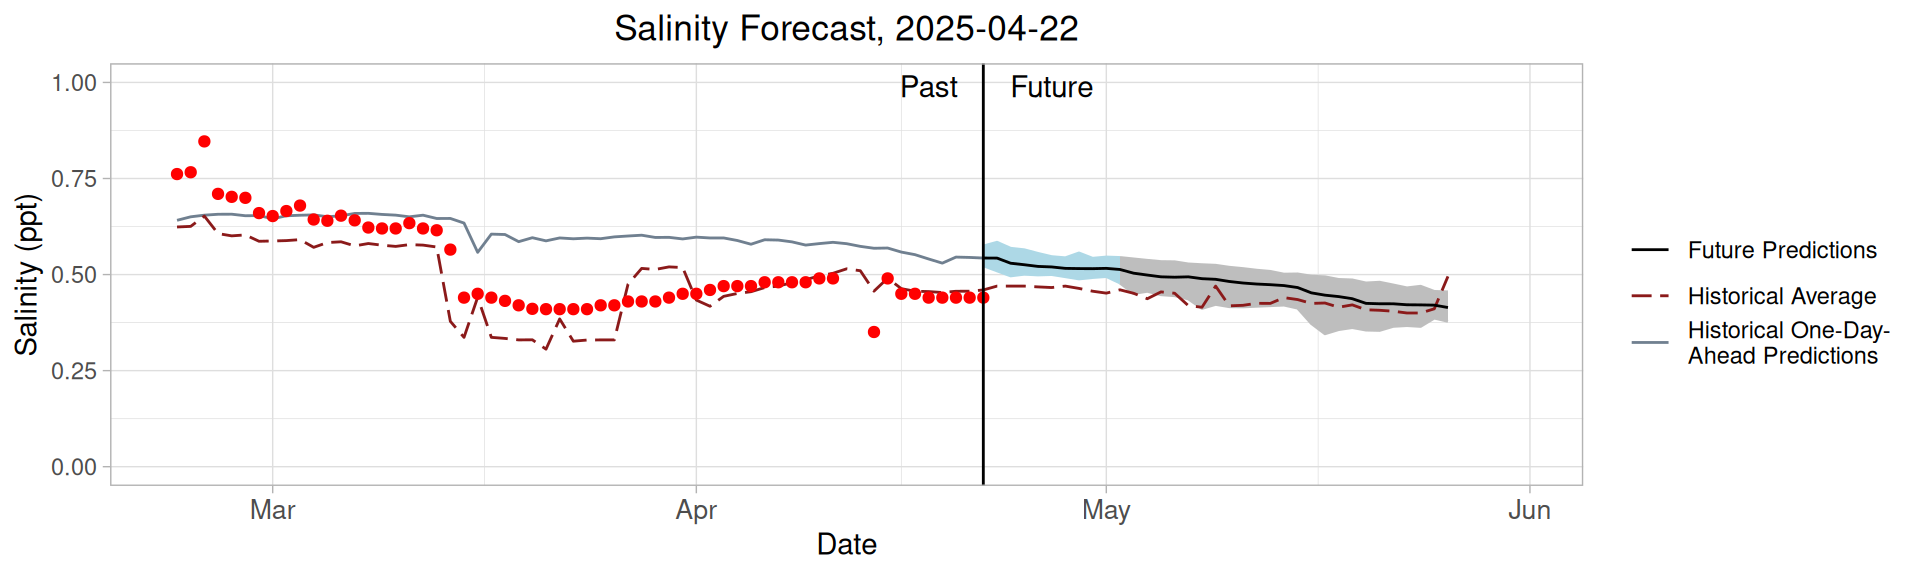 Salinity Forecast, 2025-04-22
Past
Future
1.00
0.75
0.50
0.25
0.00
Salinity (ppt)
Mar
Apr
May
Jun
Date
Future Predictions
Historical Average
Historical One-Day-
Ahead Predictions